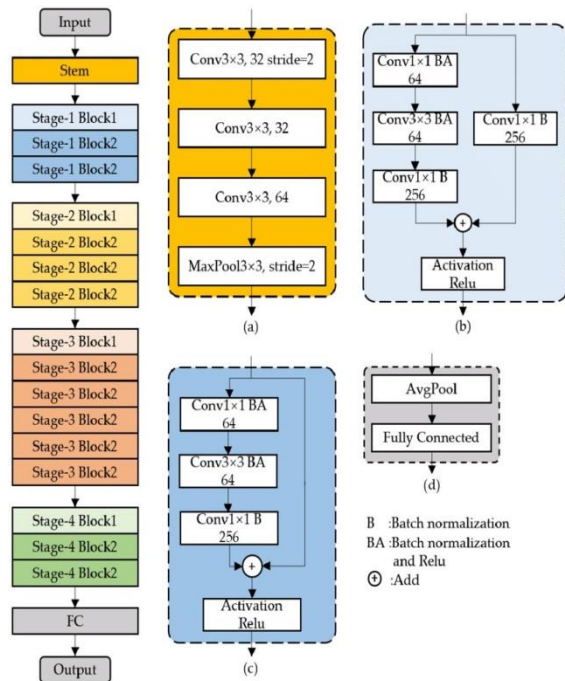 Input
Stem
Stage-1 Block1
Stage-1 Block2
Stage-1 Block2
Stage-2 Block1
Stage-2 Block2
Stage-2 Block2
Stage-2 Block2
Stage-3 Block1
Stage-3 Block2
Stage-3 Block2
Stage-3 Block2
Stage-3 Block2
Stage-3 Block2
Stage-4 Block1
Stage-4 Block2
Stage-4 Block2
FC
Output
Conv3×3, 32 stride=2
Conv3×3, 32
Conv3×3, 64
MaxPool3×3, stride=2
(a)
Conv1×1 BA
64
Conv3×3 BA
64
Conv1×1 B
256
Conv1×1 B
256
+
Activation
Relu
(b)
Conv1×1 BA
64
Conv3×3 BA
64
Conv1×1 B
256
+
Activation
Relu
(c)
AvgPool
Fully Connected
(d)
B :Batch normalization
BA :Batch normalization
and Relu
+ :Add